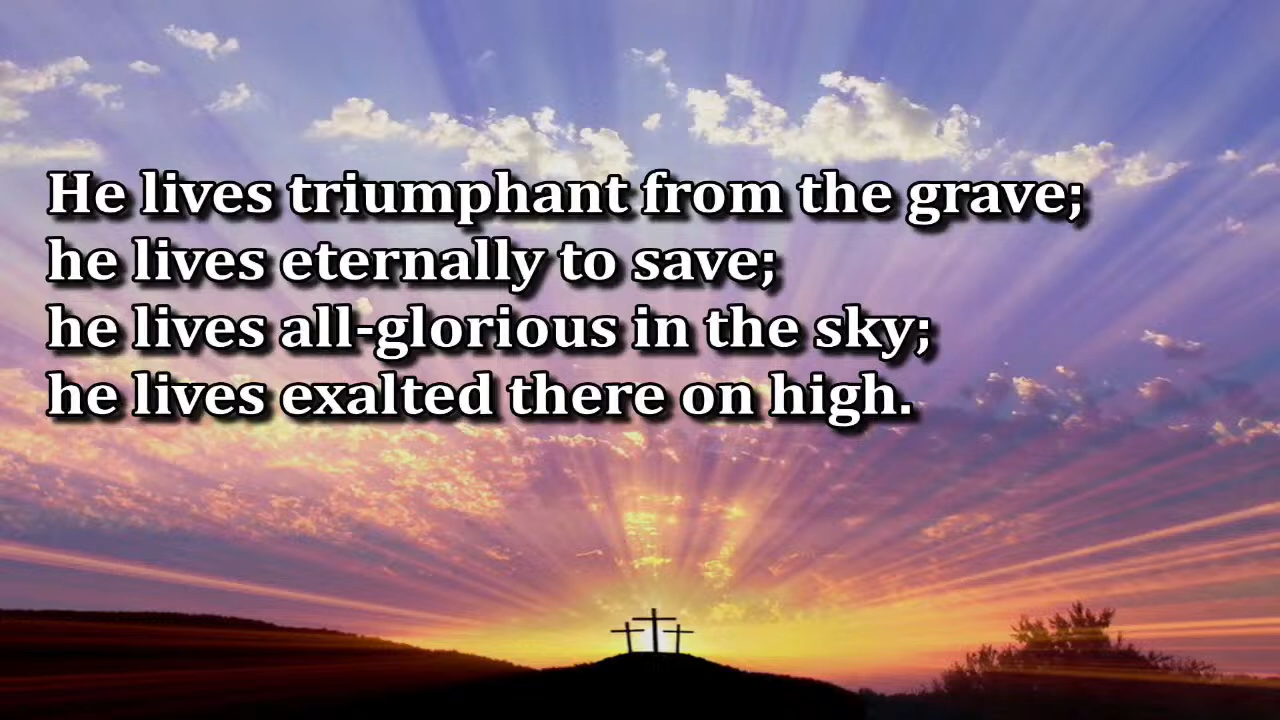 He lives triumphant from the grave;
he lives eternally to save;
he lives all-glorious in the sky;
he lives exalted there on high.